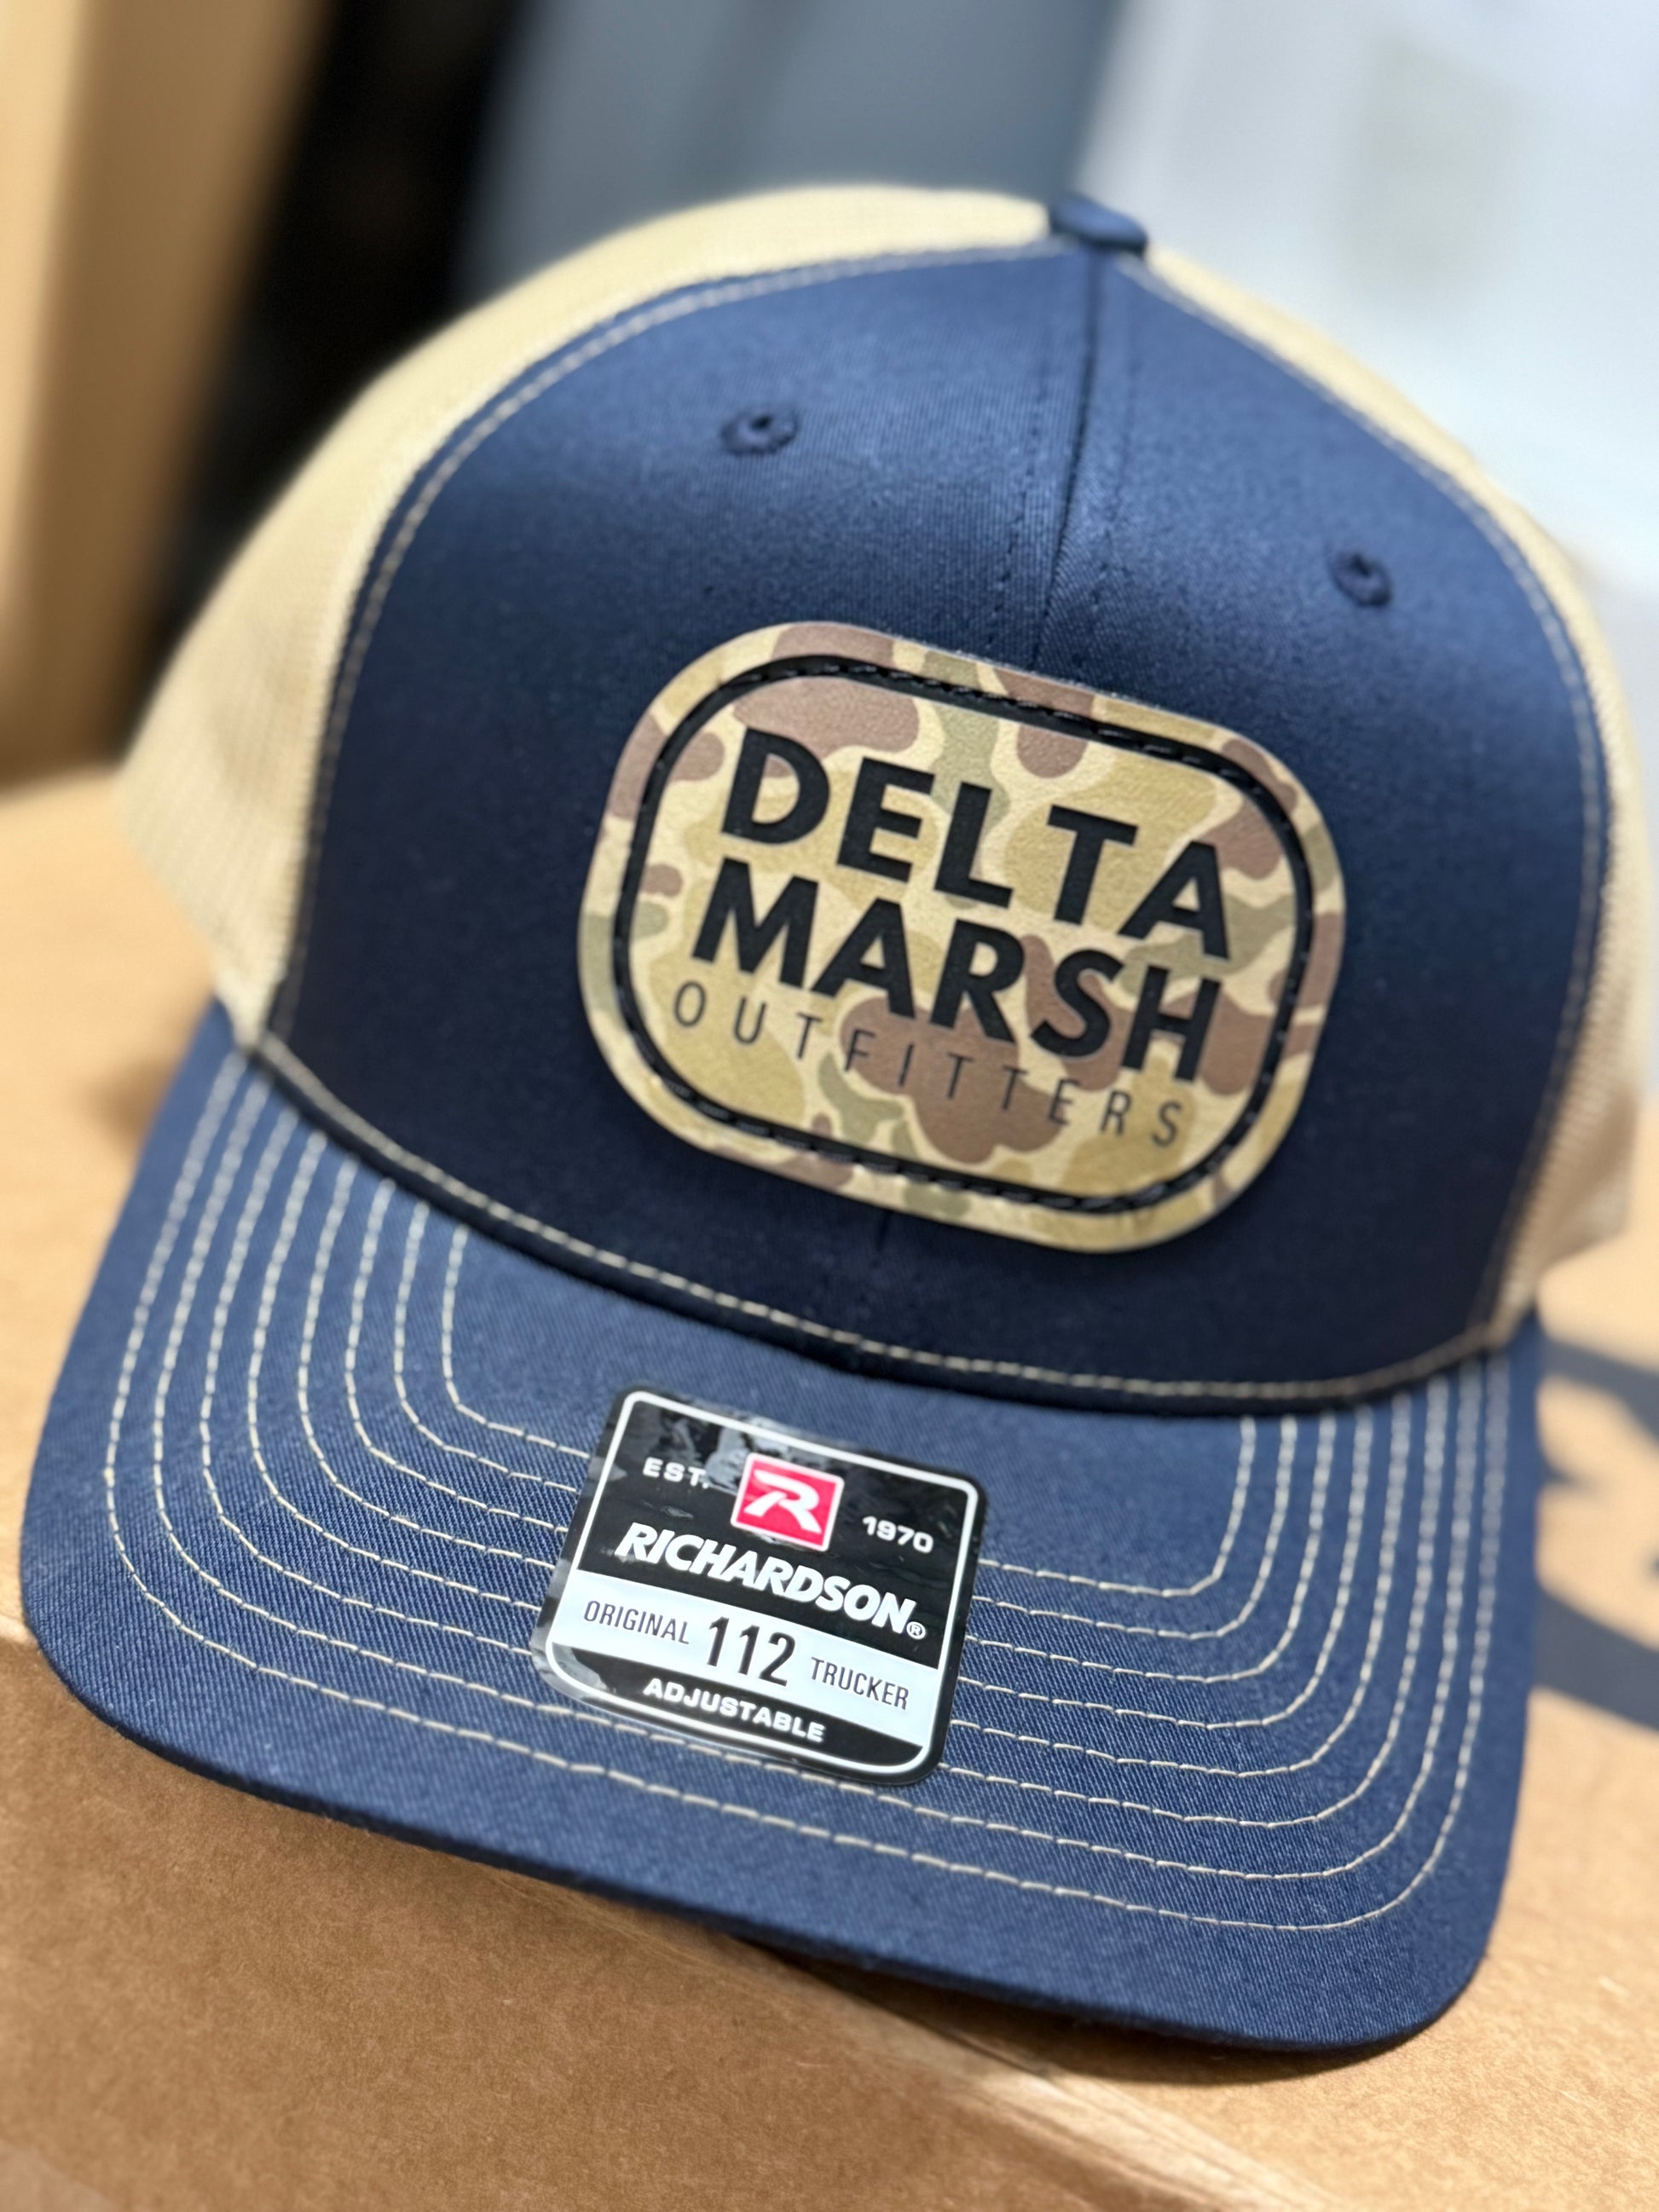 DELTA
MARSH
OUTFITTERS
EST. R 1970
RICHARDSON®
ORIGINAL 112 TRUCKER
ADJUSTABLE